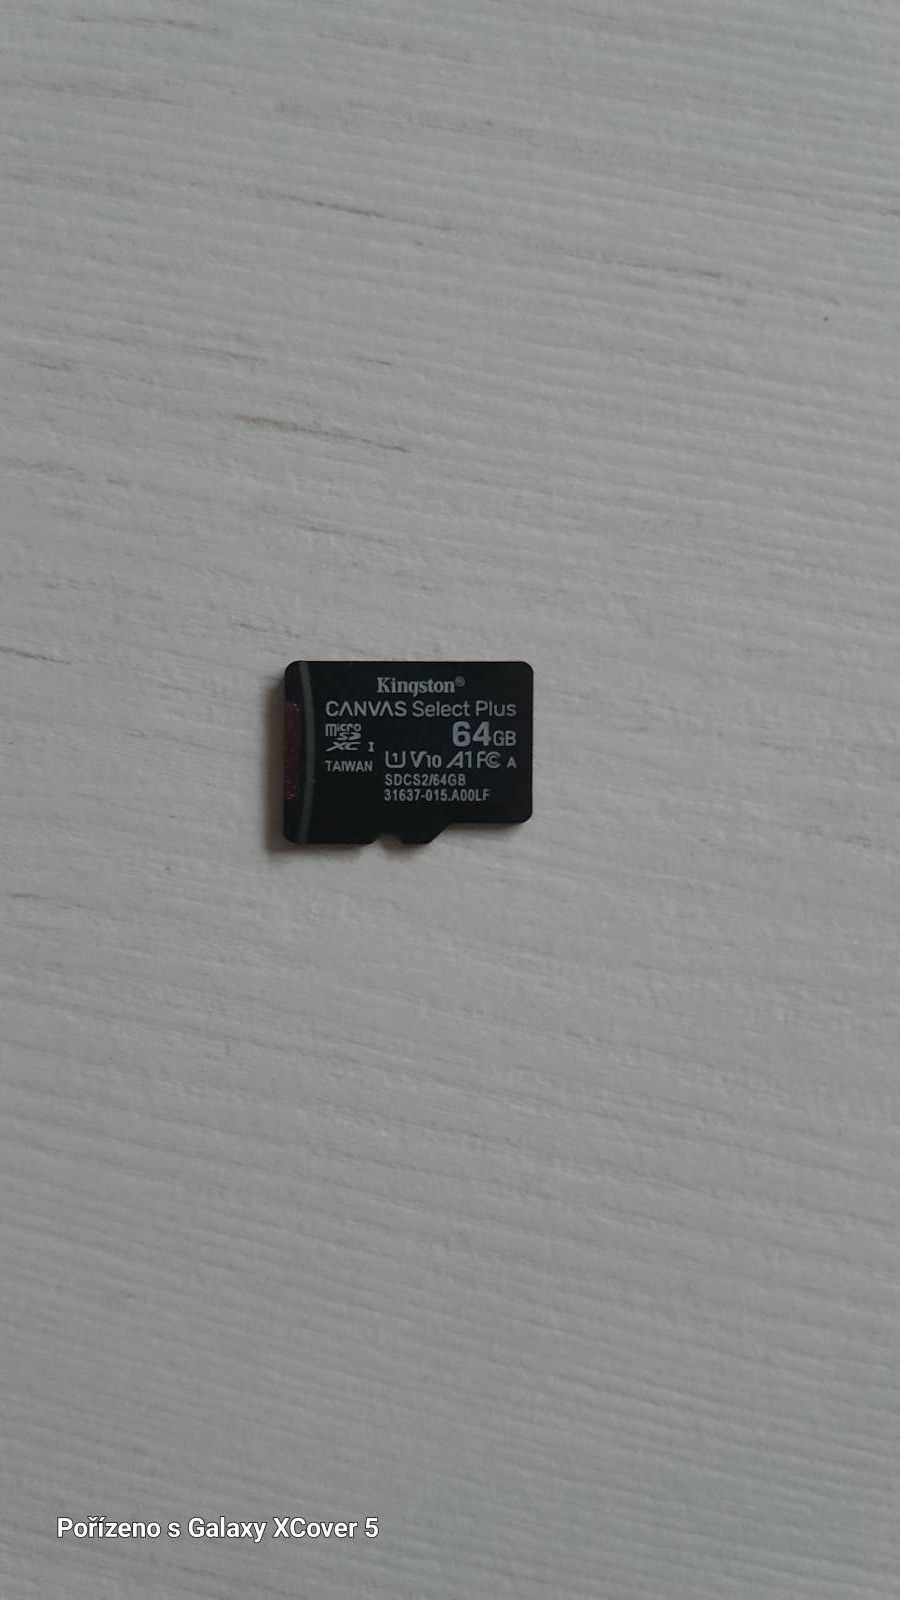 Kingston®
CANVAS Select Plus
micro SD XC I
64GB
TAIWAN
U1 V10 A1 FC A
SDCS2/64GB
31637-015.A00LF
Pořízeno s Galaxy XCover 5